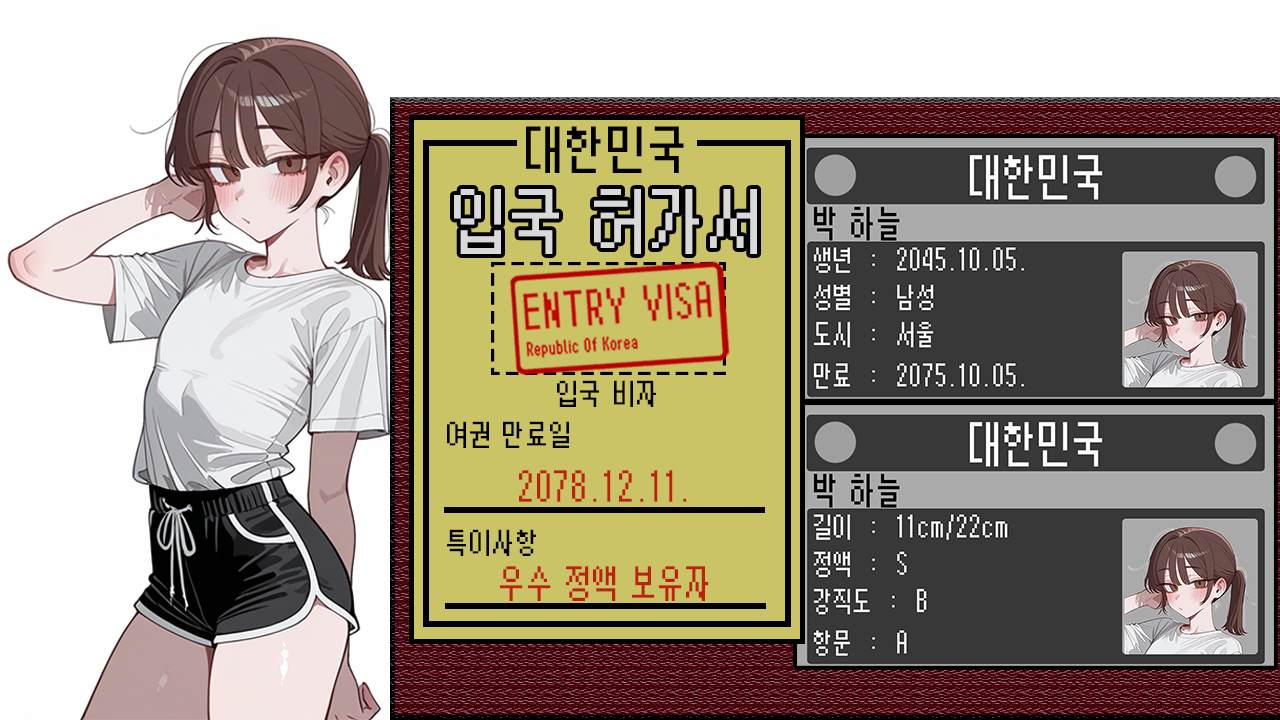 대한민국
입국 허가서
ENTRY VISA
Republic Of Korea
입국 비자
여권 만료일
2078.12.11.
특이사항
우수 정액 보유자
대한민국
박 하늘
생년 : 2045.10.05.
성별 : 남성
도시 : 서울
만료 : 2075.10.05.
대한민국
박 하늘
길이 : 11cm/22cm
정액 : S
강직도 : B
항문 : A